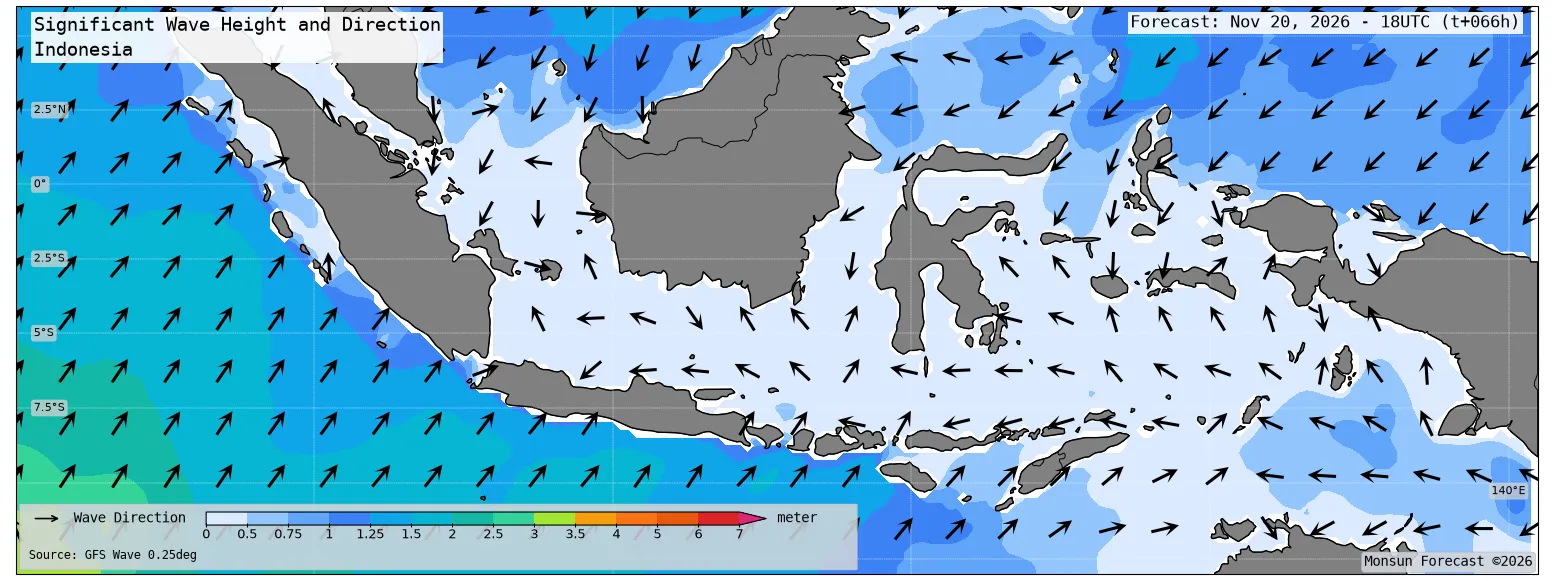 Significant Wave Height and Direction
Indonesia
Forecast: Nov 20, 2026 - 18UTC (t+066h)
2.5°N
0°
2.5°S
5°S
7.5°S
140°E
Wave Direction
meter
0 0.5 0.75 1 1.25 1.5 2 2.5 3 3.5 4 5 6 7
Source: GFS Wave 0.25deg
Monsun Forecast ©2026